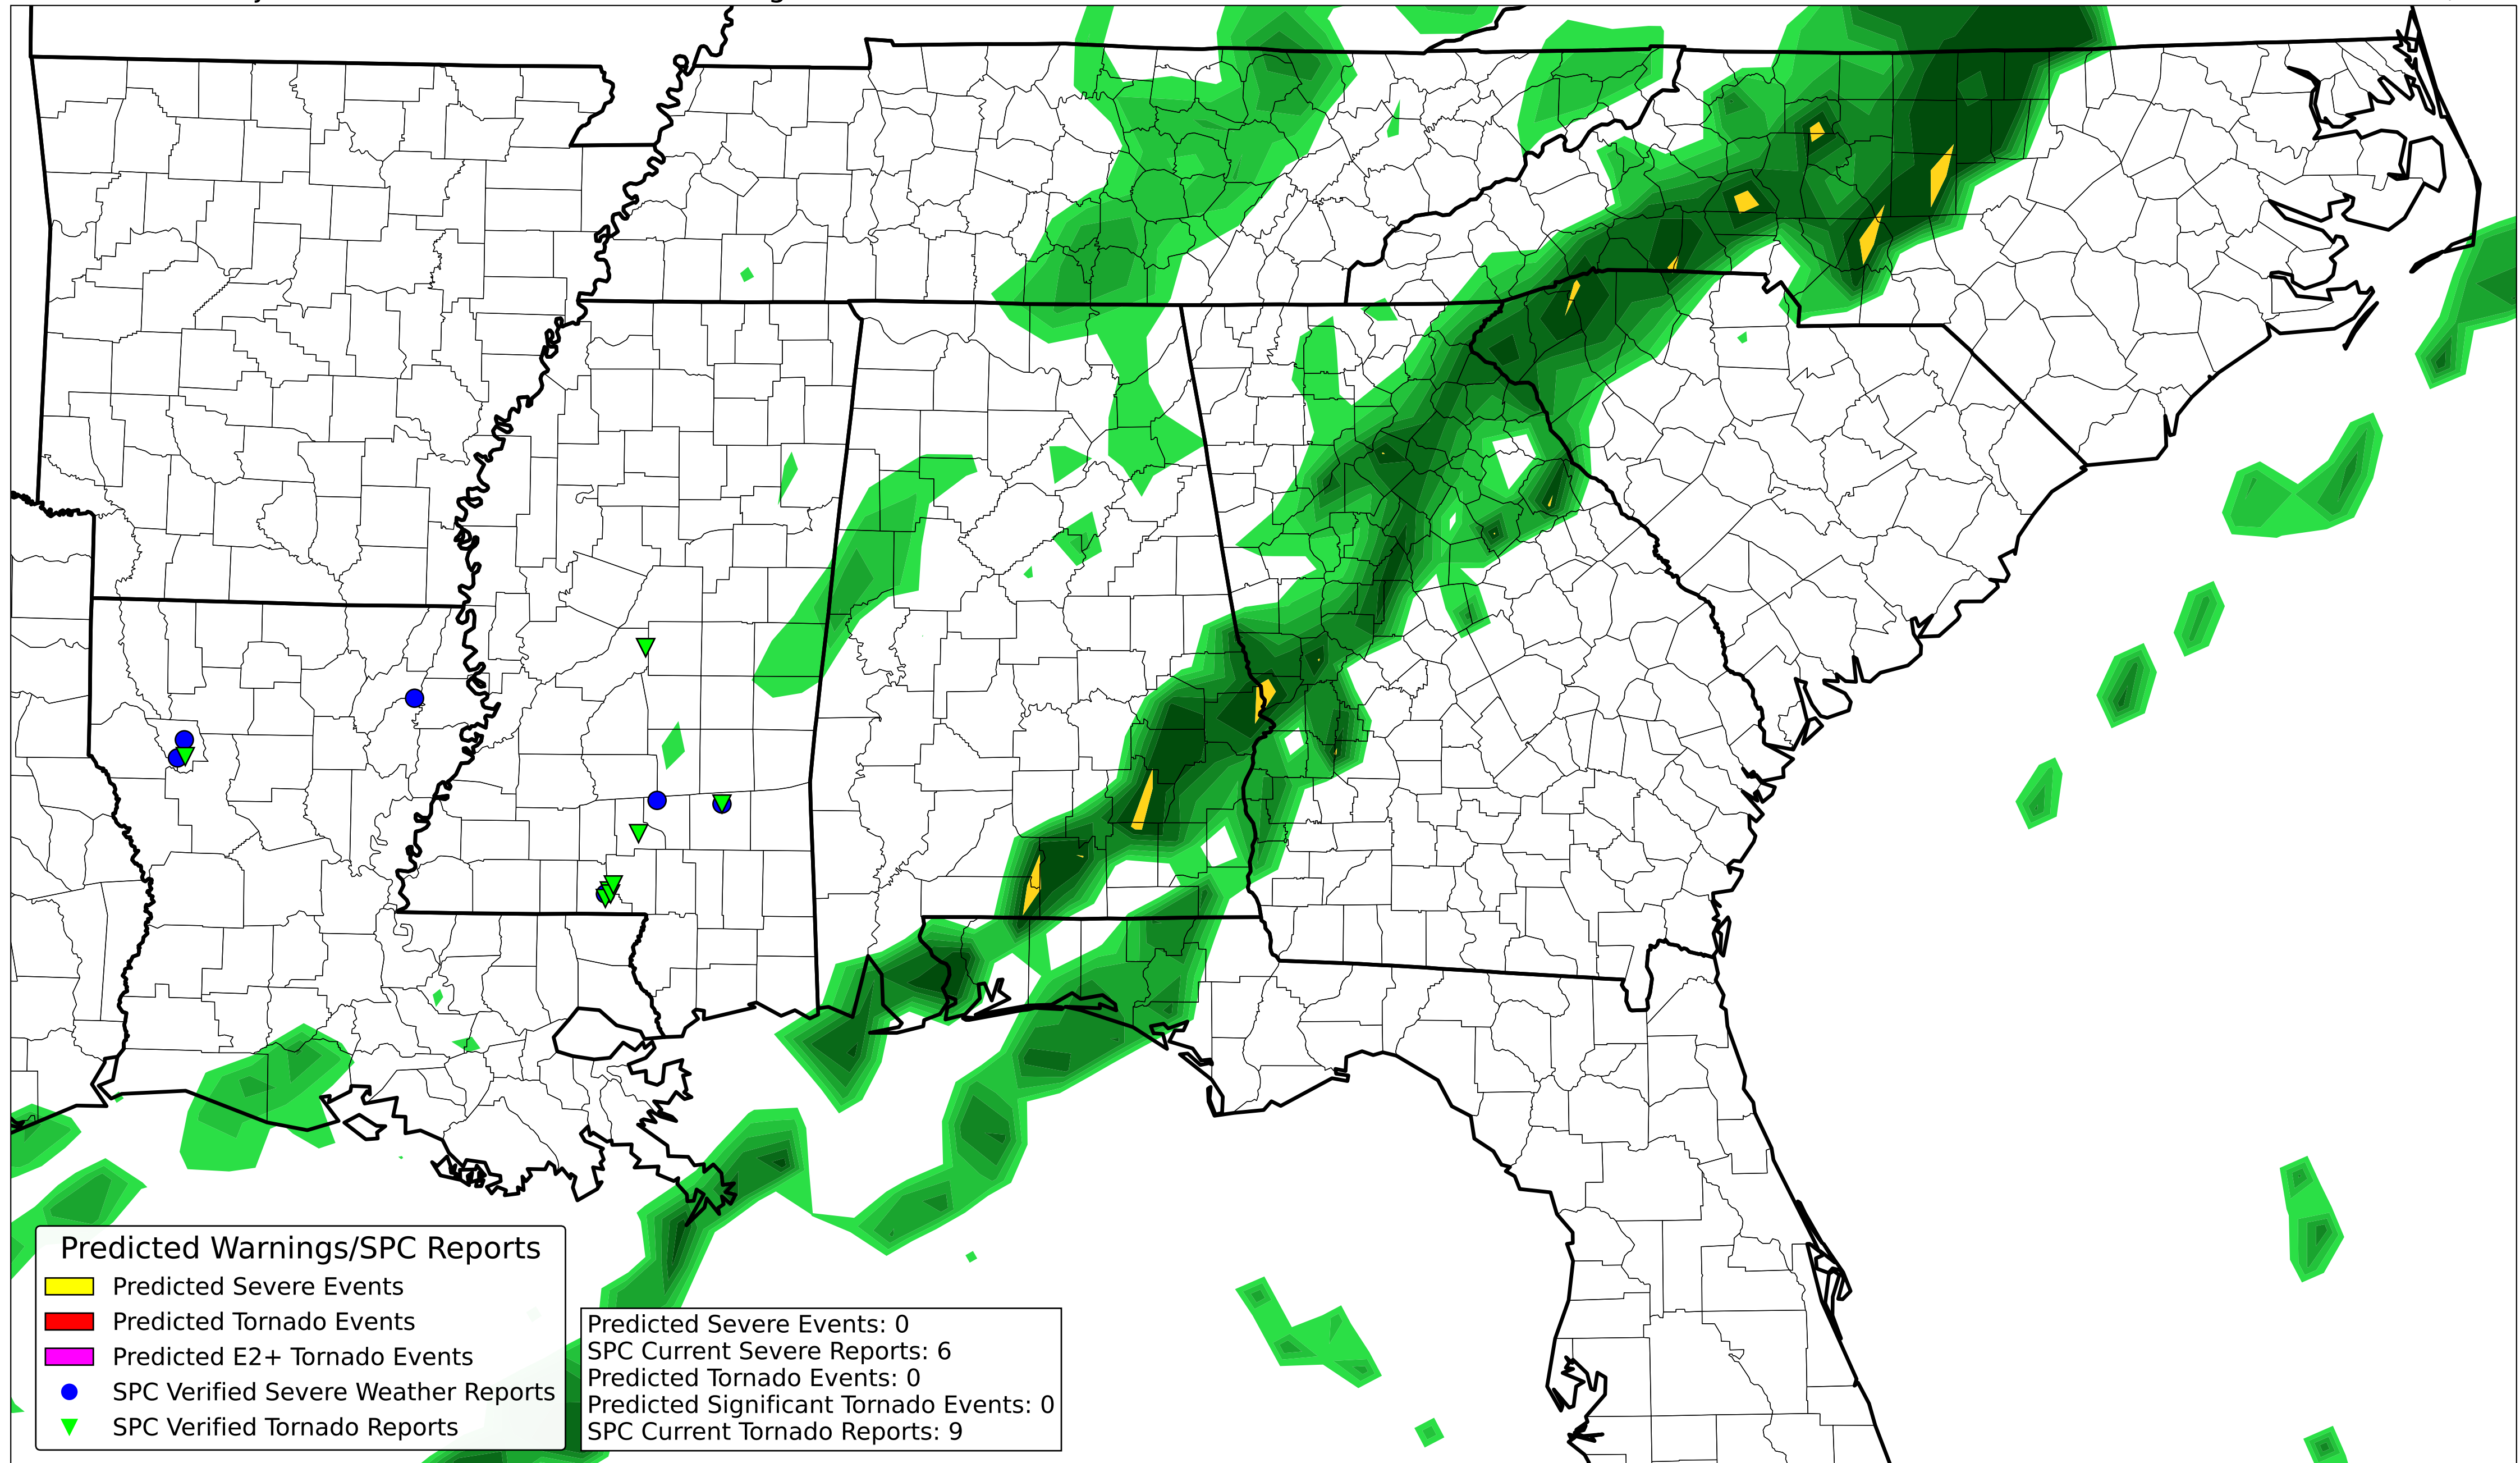 Predicted Warnings/SPC Reports
Predicted Severe Events
Predicted Tornado Events
Predicted E2+ Tornado Events
SPC Verified Severe Weather Reports
SPC Verified Tornado Reports
Predicted Severe Events: 0
SPC Current Severe Reports: 6
Predicted Tornado Events: 0
Predicted Significant Tornado Events: 0
SPC Current Tornado Reports: 9